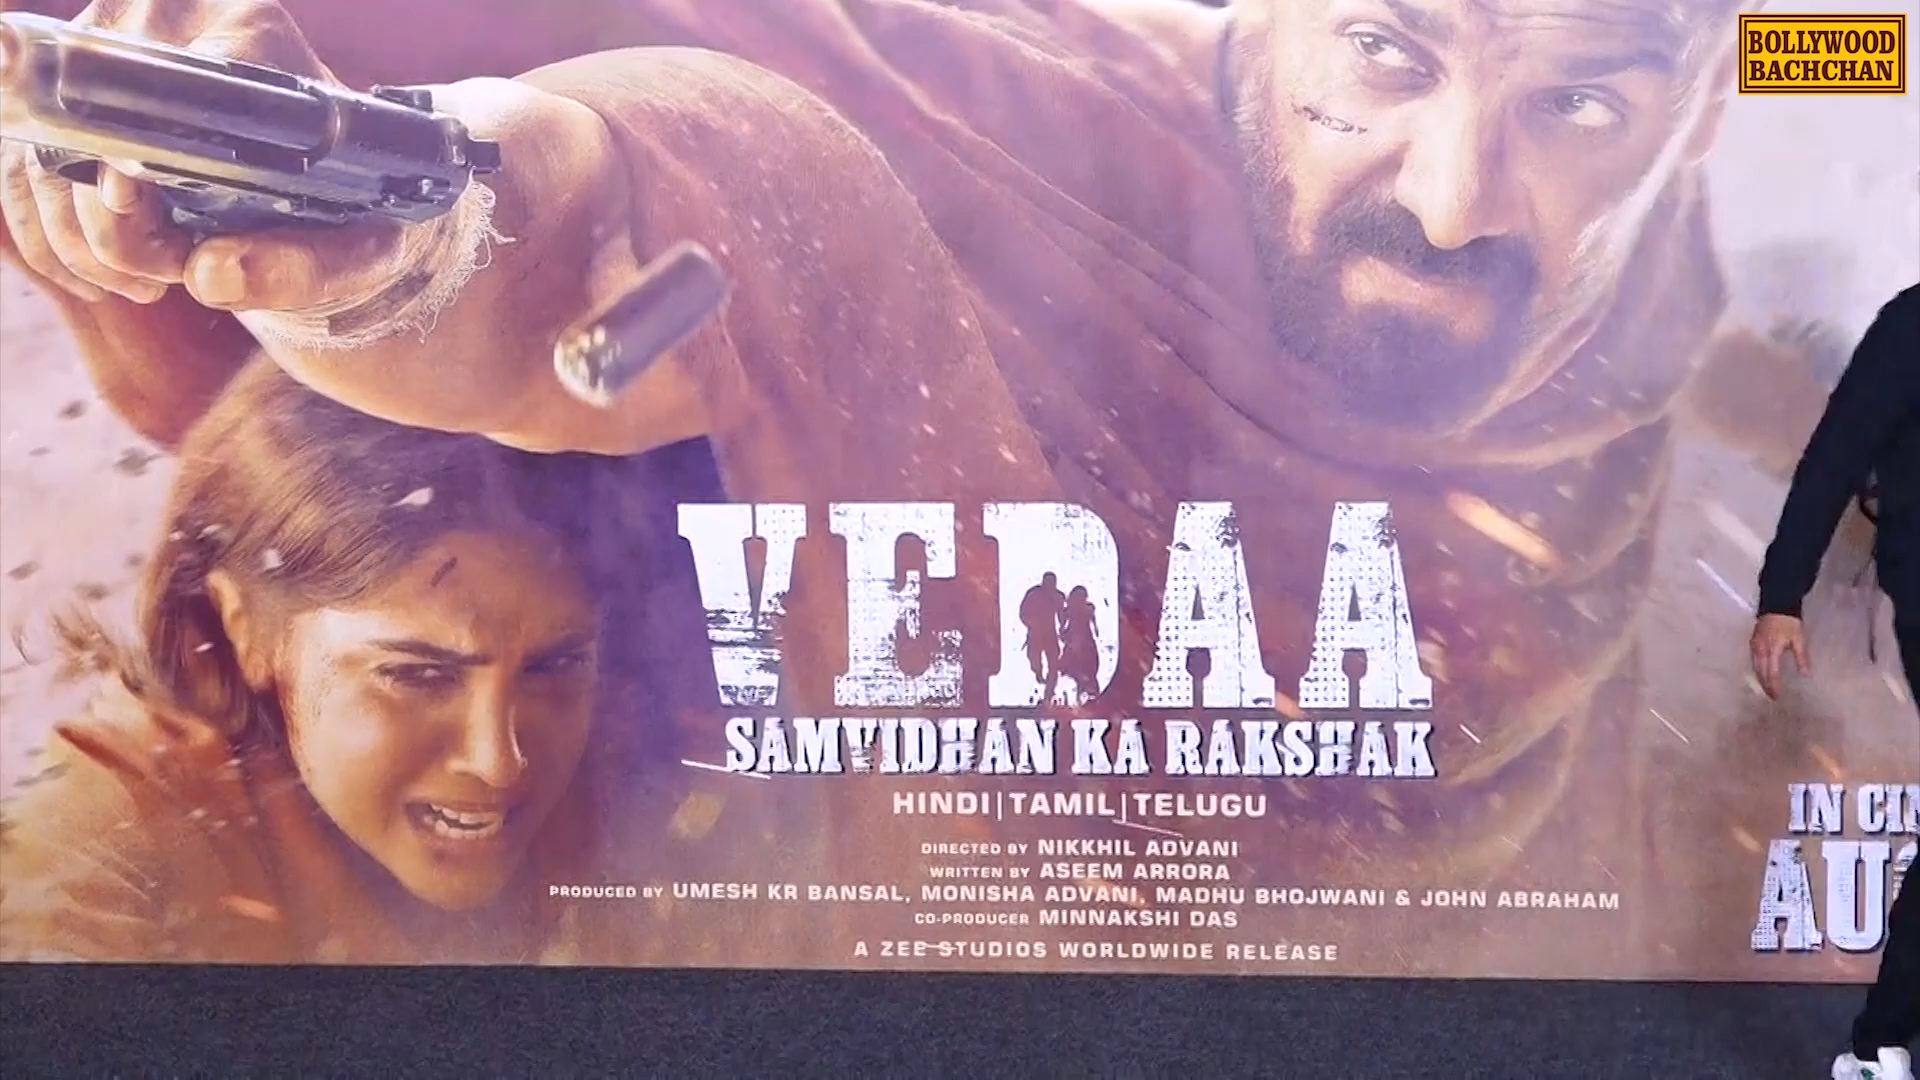 BOLLYWOOD
BACHCHAN
VEDAA
SAMVIDHAN KA RAKSHAK
HINDI|TAMIL|TELUGU
DIRECTED BY NIKKHIL ADVANI
WRITTEN BY ASEEM ARRORA
PRODUCED BY UMESH KR BANSAL, MONISHA ADVANI, MADHU BHOJWANI & JOHN ABRAHAM
CO-PRODUCER MINNAKSHI DAS
A ZEE STUDIOS WORLDWIDE RELEASE
IN